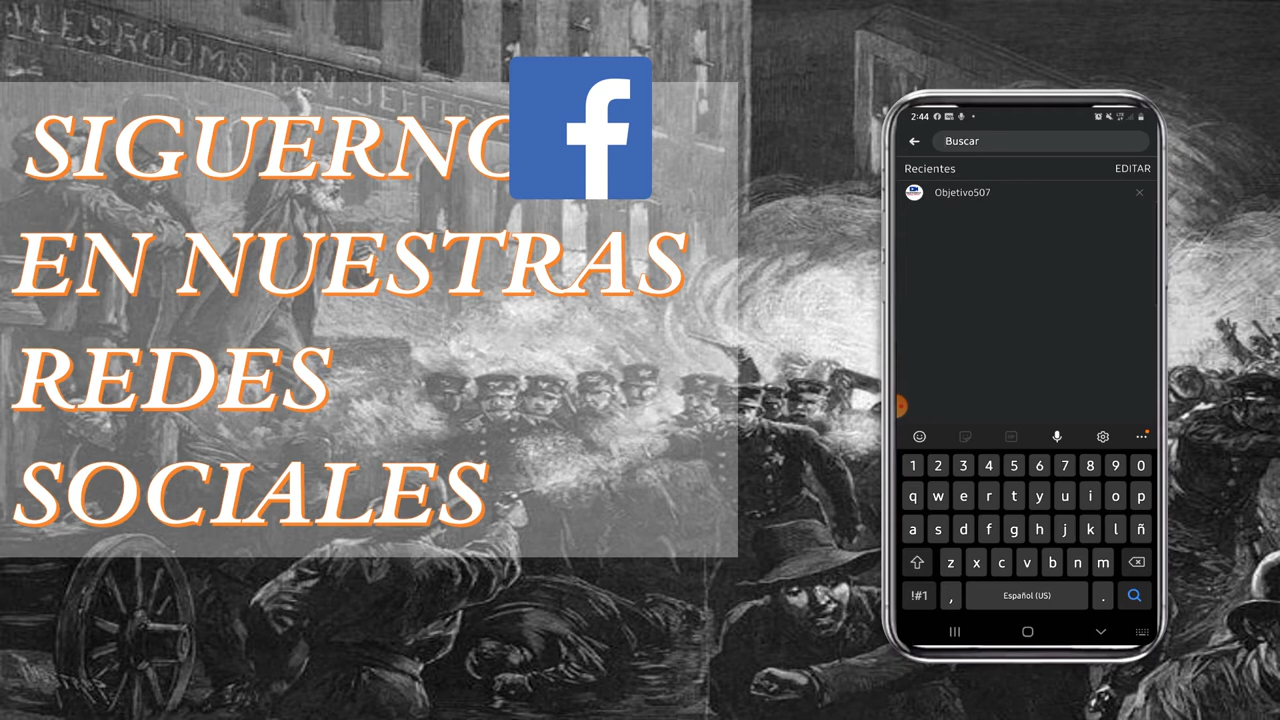 SIGUERNO
EN NUESTRAS
REDES
SOCIALES
2:44
Buscar
Recientes
EDITAR
Objetivo507
1 2 3 4 5 6 7 8 9 0
q w e r t y u i o p
a s d f g h j k l ñ
z x c v b n m
!#1 , Español (US) .